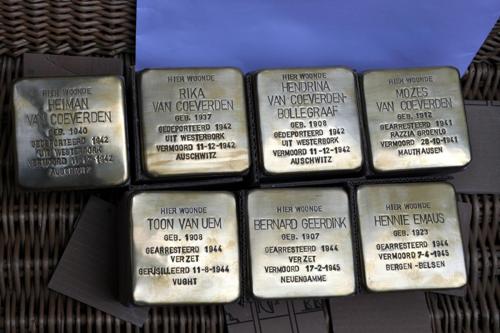 HIER WOONDE
HEIMAN
VAN COEVERDEN
GEB. 1940
GEDEPORTEERD 1942
UIT WESTERBORK
VERMOORD 11-12-1942
AUSCHWITZ
HIER WOONDE
RIKA
VAN COEVERDEN
GEB. 1937
GEDEPORTEERD 1942
UIT WESTERBORK
VERMOORD 11-12-1942
AUSCHWITZ
HIER WOONDE
HENDRINA
VAN COEVERDEN-
BOLLEGRAAF
GEB. 1908
GEDEPORTEERD 1942
UIT WESTERBORK
VERMOORD 11-12-1942
AUSCHWITZ
HIER WOONDE
MOZES
VAN COEVERDEN
GEB. 1912
GEARRESTEERD 1941
RAZZIA GROENLO
VERMOORD 28-10-1941
MAUTHAUSEN
HIER WOONDE
TOON VAN UEM
GEB. 1908
GEARRESTEERD 1944
VERZET
GEFUSILLEERD 11-8-1944
VUGHT
HIER WOONDE
BERNARD GEERDINK
GEB. 1907
GEARRESTEERD 1944
VERZET
VERMOORD 17-2-1945
NEUENGAMME
HIER WOONDE
HENNIE EMAUS
GEB. 1923
GEARRESTEERD 1944
VERMOORD 7-4-1945
BERGEN-BELSEN